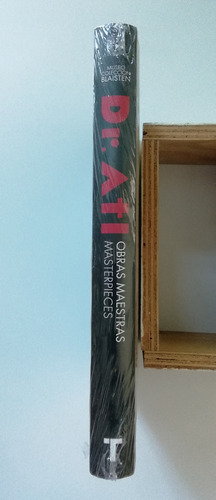 MUSEO
COLECCIÓN
BLAISTEN
Dr. Atl
OBRAS MAESTRAS
MASTERPIECES
T